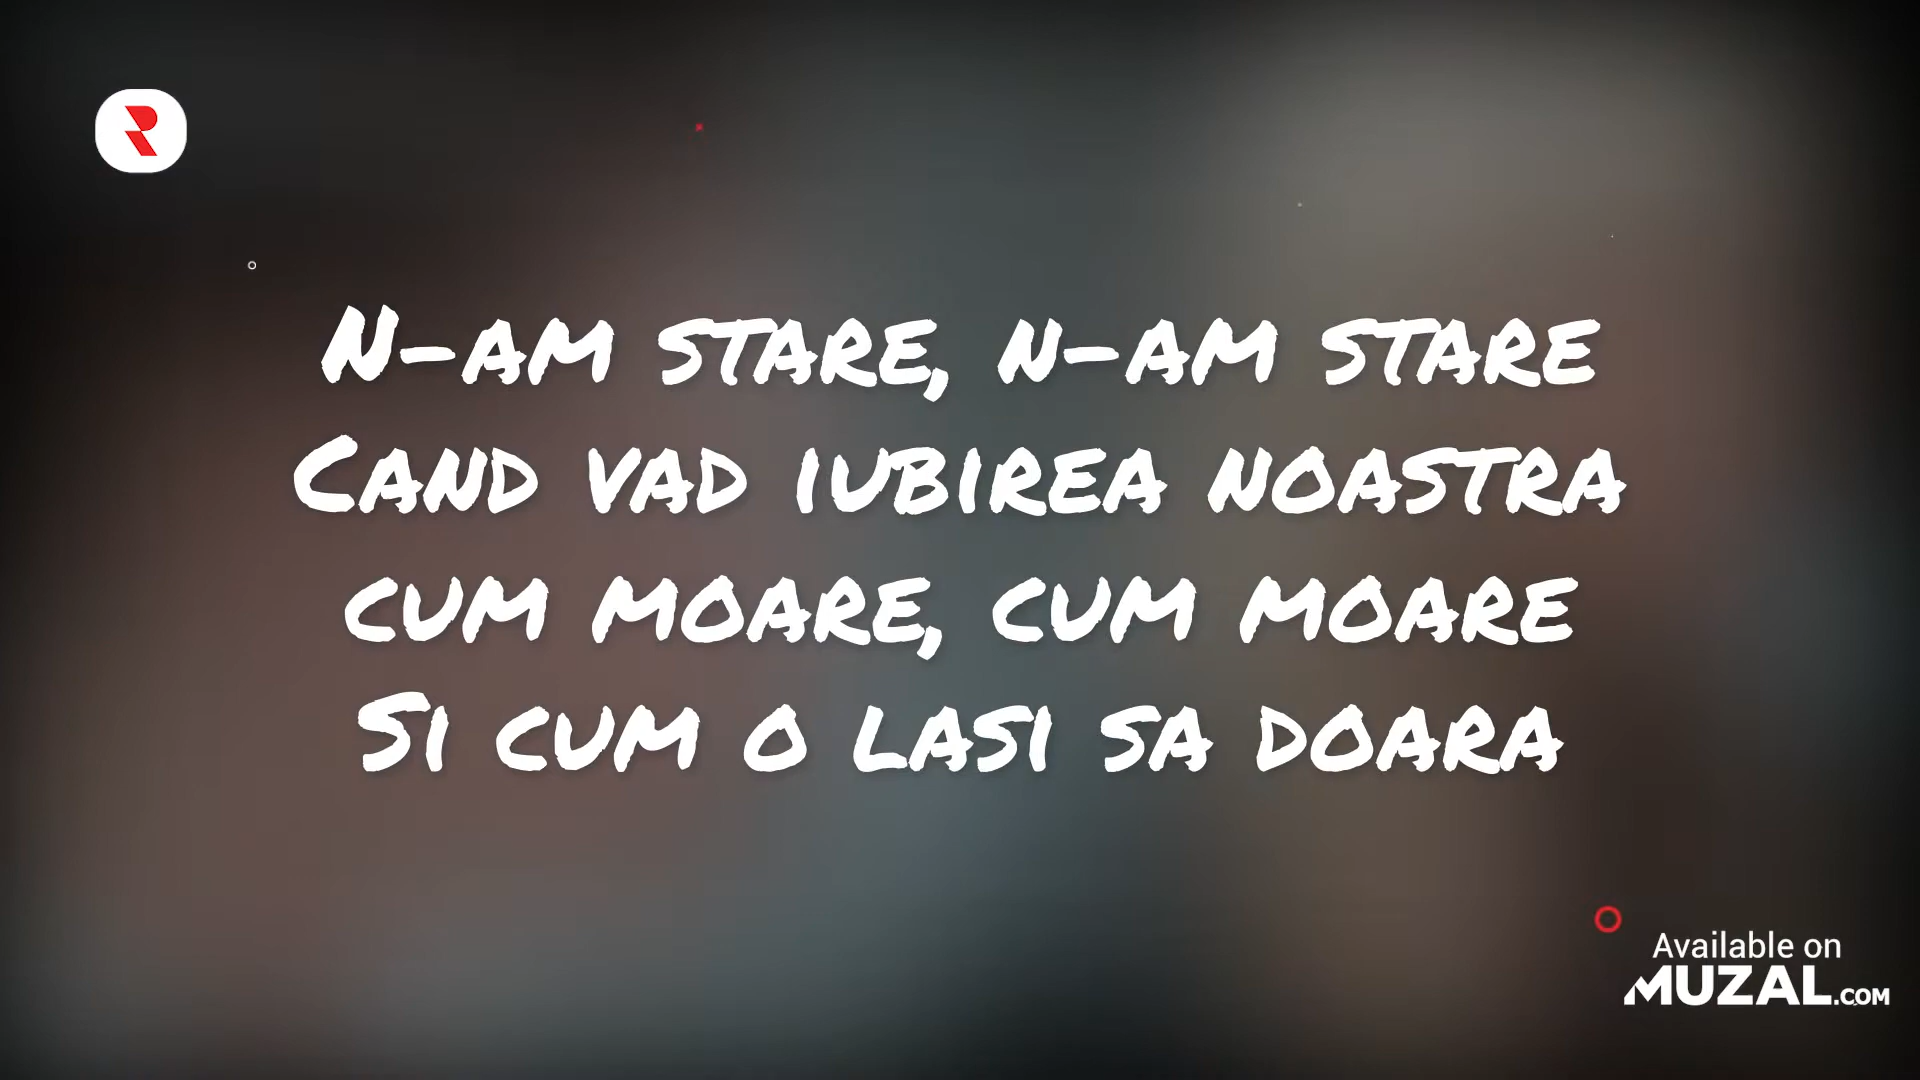 N-am stare, n-am stare
Cand vad iubirea noastra
cum moare, cum moare
Si cum o lasi sa doara
Available on
MUZAL.COM